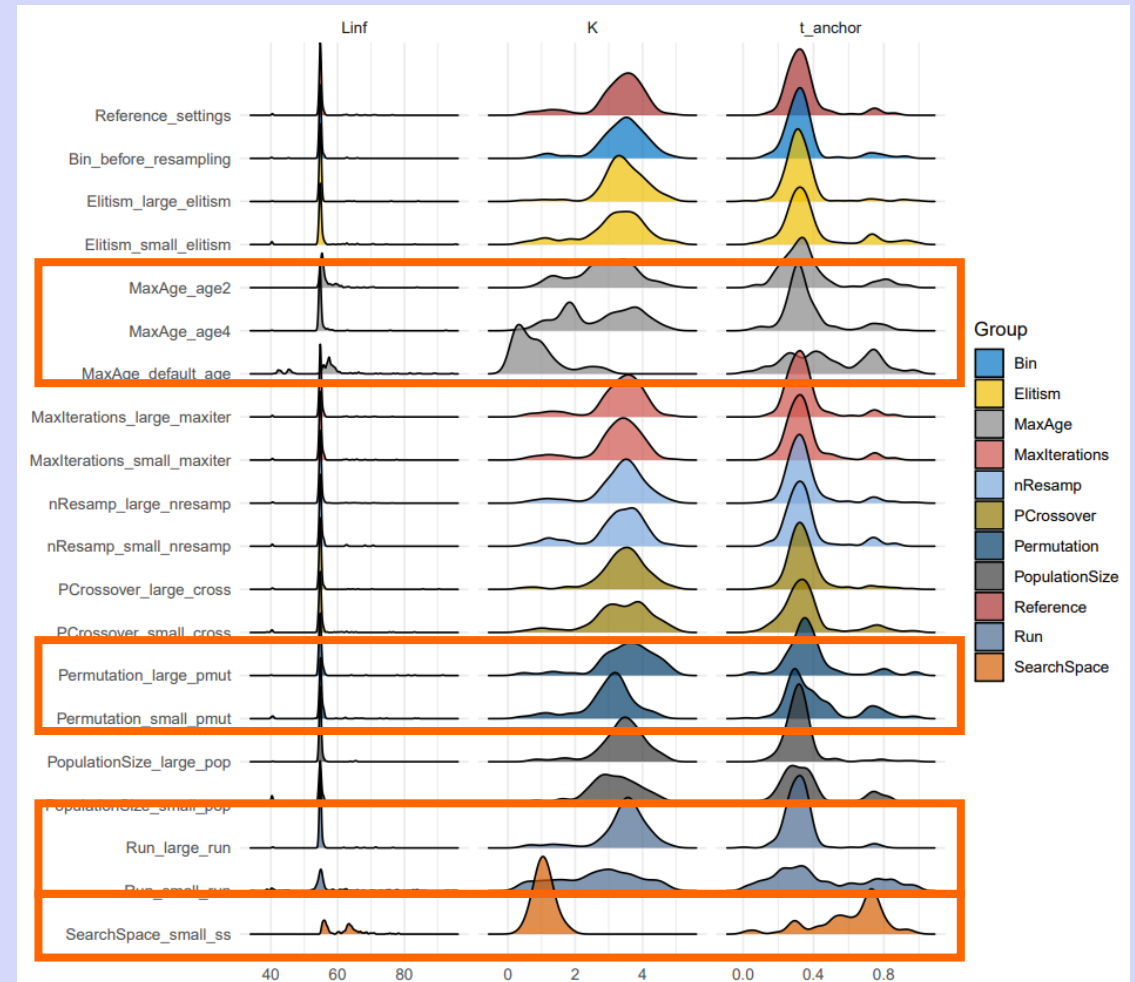 Linf K t_anchor
Reference_settings
Bin_before_resampling
Elitism_large_elitism
Elitism_small_elitism
MaxAge_age2
MaxAge_age4
MaxAge_default_age
MaxIterations_large_maxiter
MaxIterations_small_maxiter
nResamp_large_nresamp
nResamp_small_nresamp
PCrossover_large_cross
PCrossover_small_cross
Permutation_large_pmut
Permutation_small_pmut
PopulationSize_large_pop
PopulationSize_small_pop
Run_large_run
Run_small_run
SearchSpace_small_ss
40 60 80 0 2 4 0.0 0.4 0.8
Group
Bin
Elitism
MaxAge
MaxIterations
nResamp
PCrossover
Permutation
PopulationSize
Reference
Run
SearchSpace